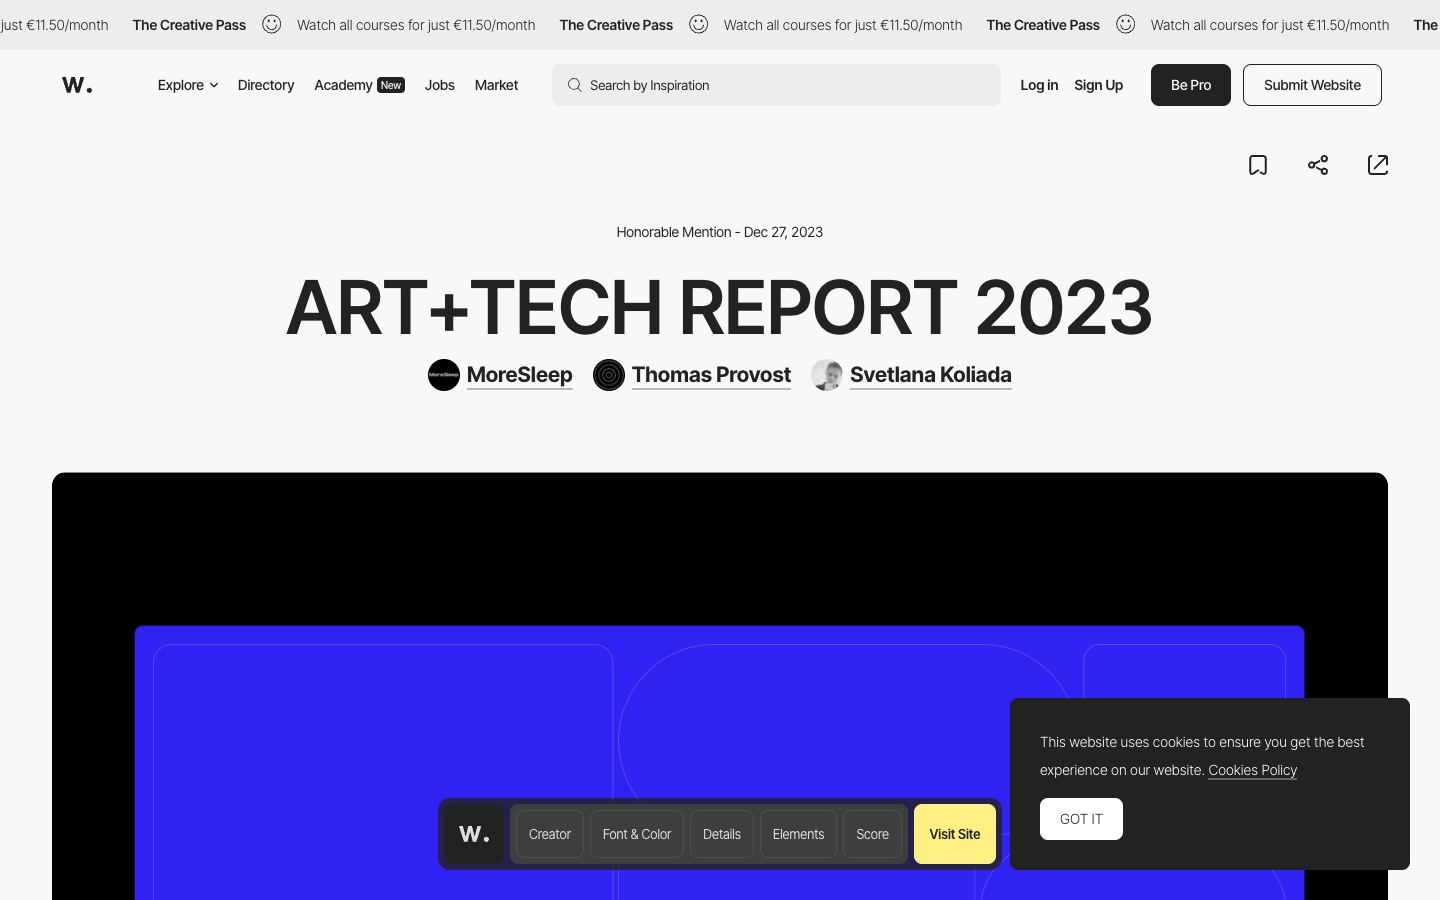 just €11.50/month The Creative Pass Watch all courses for just €11.50/month The Creative Pass Watch all courses for just €11.50/month The Creative Pass Watch all courses for just €11.50/month The
W. Explore Directory Academy New Jobs Market Search by Inspiration Log in Sign Up Be Pro Submit Website
Honorable Mention - Dec 27, 2023
ART+TECH REPORT 2023
MoreSleep MoreSleep Thomas Provost Svetlana Koliada
This website uses cookies to ensure you get the best
experience on our website. Cookies Policy
GOT IT
W. Creator Font & Color Details Elements Score Visit Site